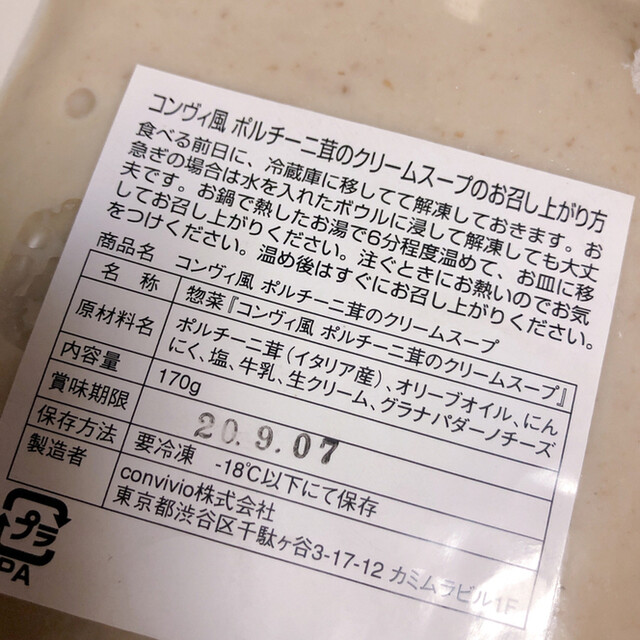 コンヴィ風 ポルチーニ茸のクリームスープのお召し上がり方
食べる前日に、冷蔵庫に移してて解凍しておきます。お
急ぎの場合は水を入れたボウルに浸して解凍しても大丈
夫です。お鍋で熱したお湯で6分程度温めて、お皿に移
してお召し上がりください。注ぐときにお熱いのでお気
をつけください。温め後はすぐにお召し上がりください。
商品名 コンヴィ風 ポルチーニ茸のクリームスープ
名 称 惣菜『コンヴィ風 ポルチーニ茸のクリームスープ』
原材料名 ポルチーニ茸(イタリア産)、オリーブオイル、にん
にく、塩、牛乳、生クリーム、グラナパダーノチーズ
内容量 170g
賞味期限 20.9.07
保存方法 要冷凍 -18℃以下にて保存
製造者 convivio株式会社
東京都渋谷区千駄ヶ谷3-17-12 カミムラビル1F
プラ
PA